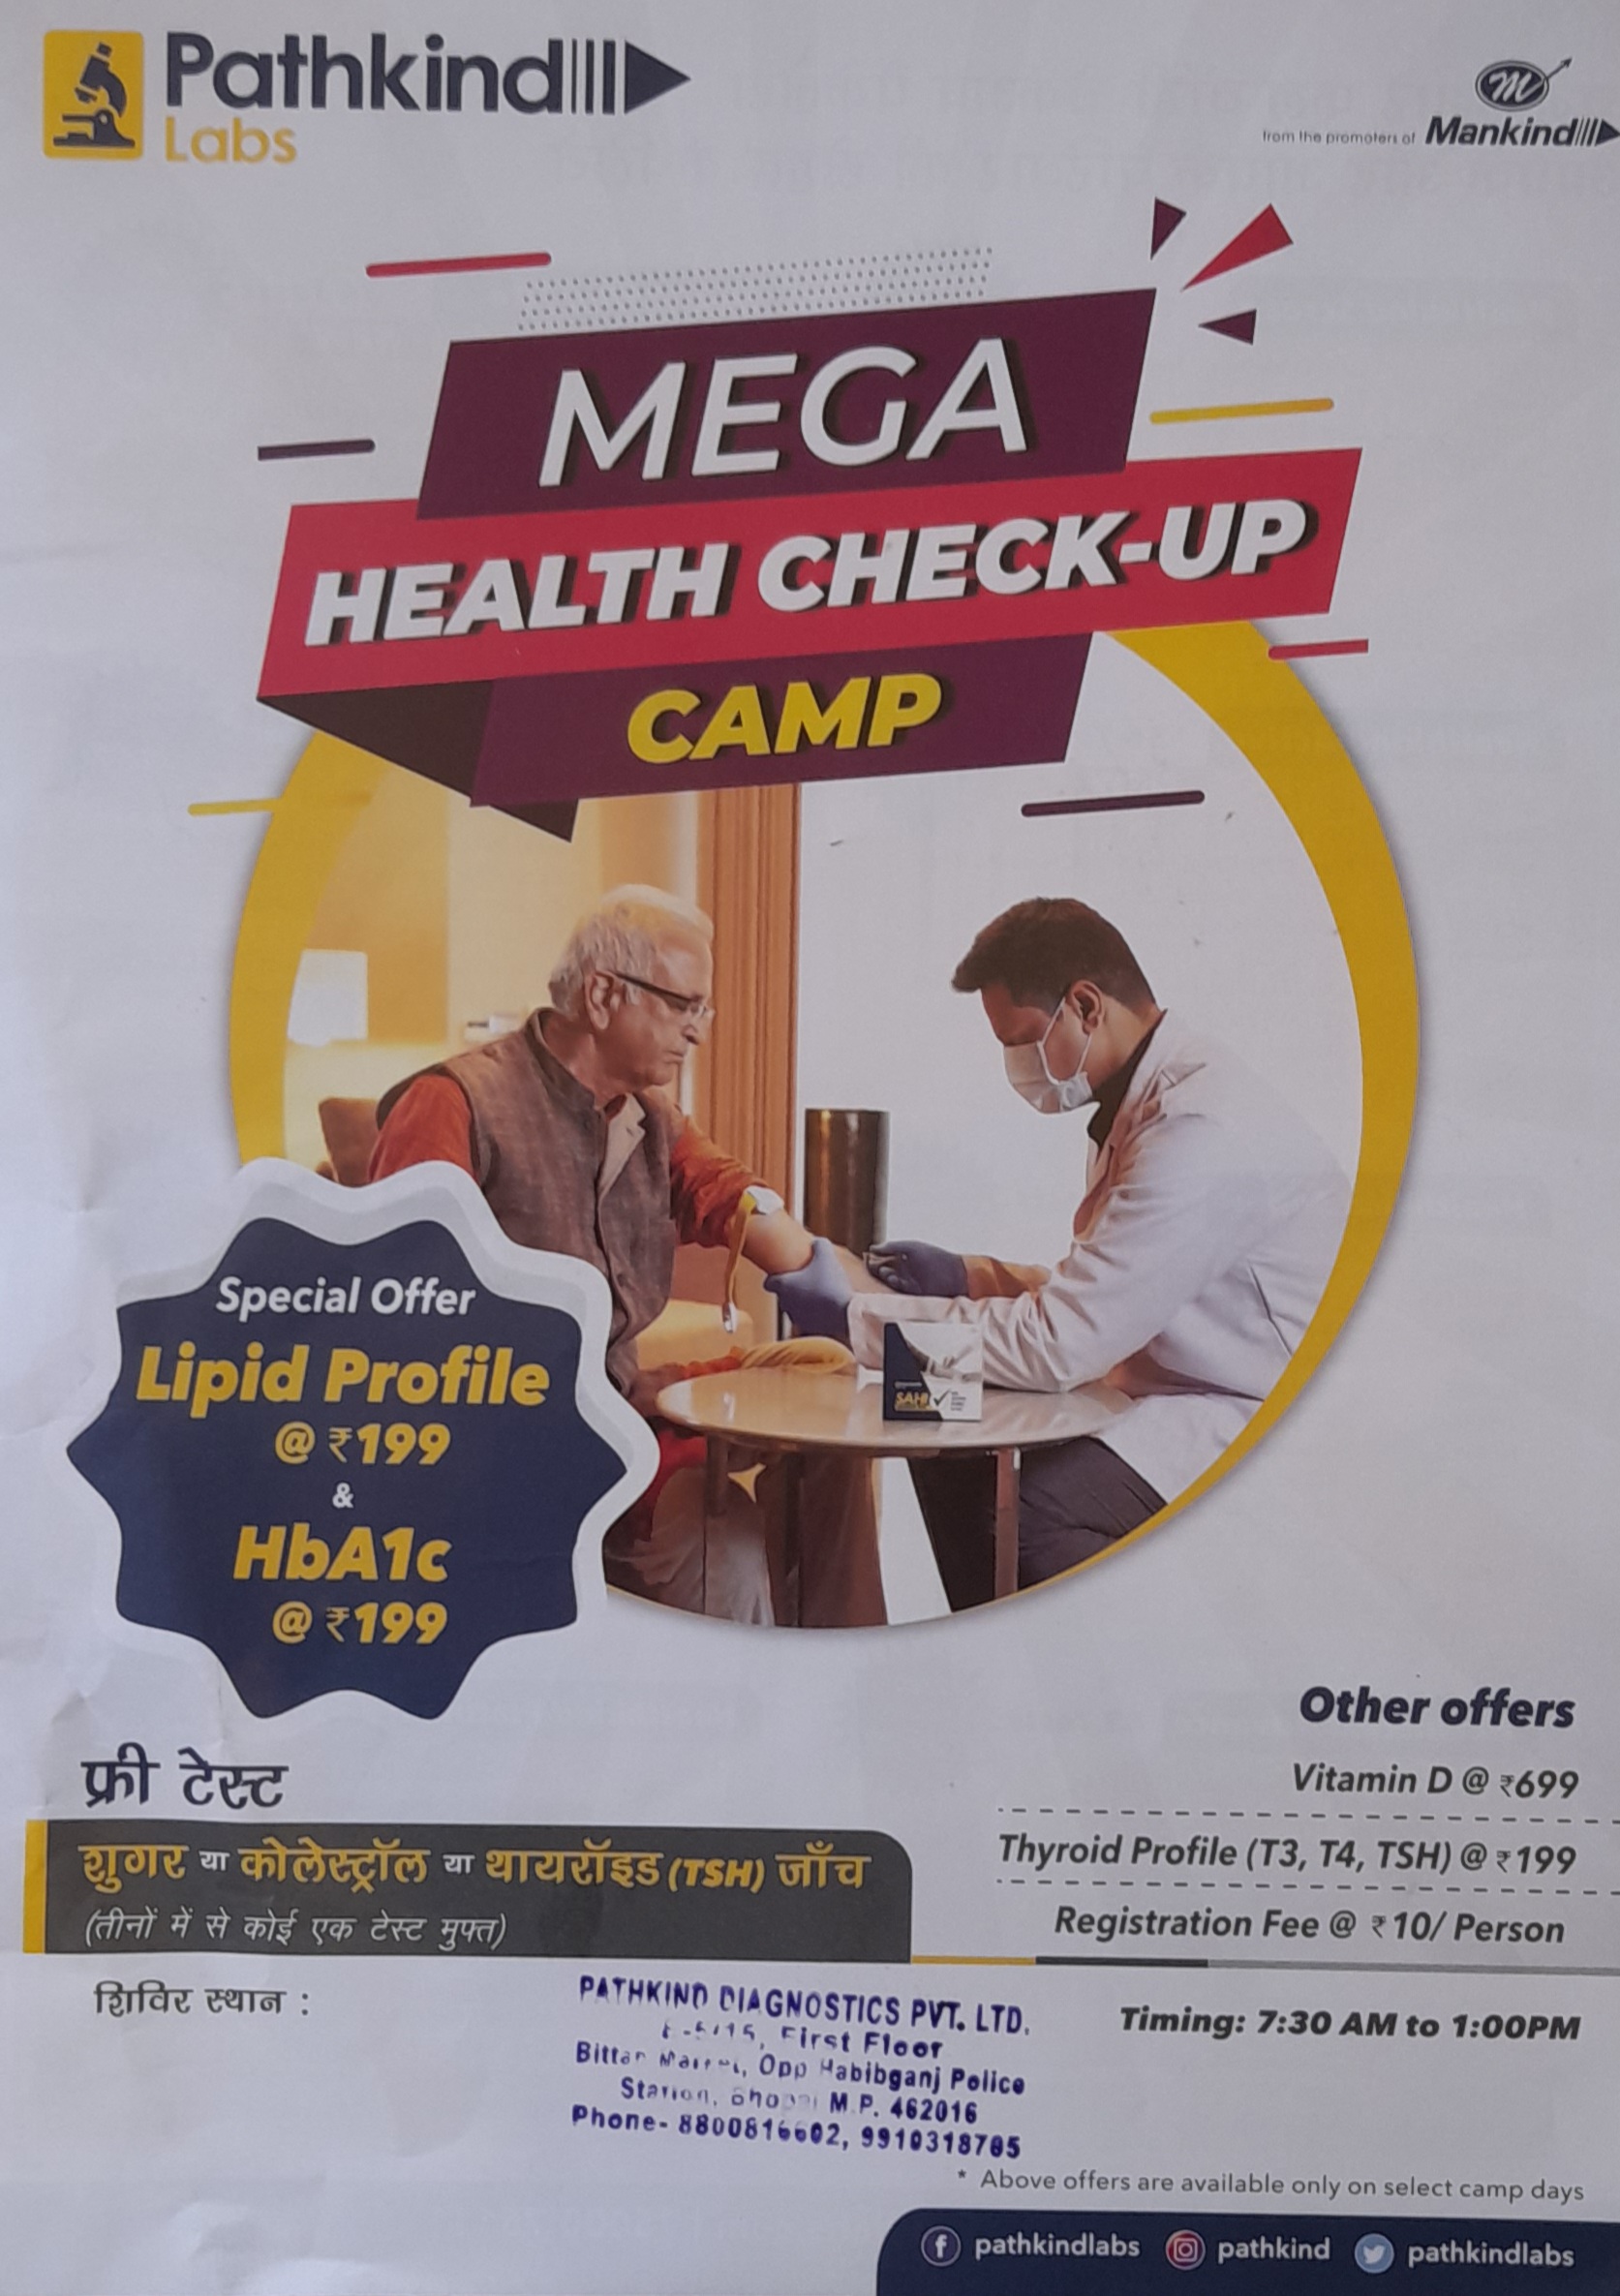 Pathkind
Labs
from the promoters of Mankind
MEGA
HEALTH CHECK-UP
CAMP
SAHI
Special Offer
Lipid Profile
@ ₹199
&
HbA1c
@ ₹199
फ्री टेस्ट
शुगर या कोलेस्ट्रॉल या थायरॉइड (TSH) जाँच
(तीनों में से कोई एक टेस्ट मुफ्त)
Other offers
Vitamin D @ ₹699
Thyroid Profile (T3, T4, TSH) @ ₹199
Registration Fee @ ₹10/ Person
शिविर स्थान :
PATHKIND DIAGNOSTICS PVT. LTD.
First Floor
Opp Habibganj Police
Station, M.P. 462016
Phone- 9910318785
Timing: 7:30 AM to 1:00PM
* Above offers are available only on select camp days
pathkindlabs pathkind pathkindlabs